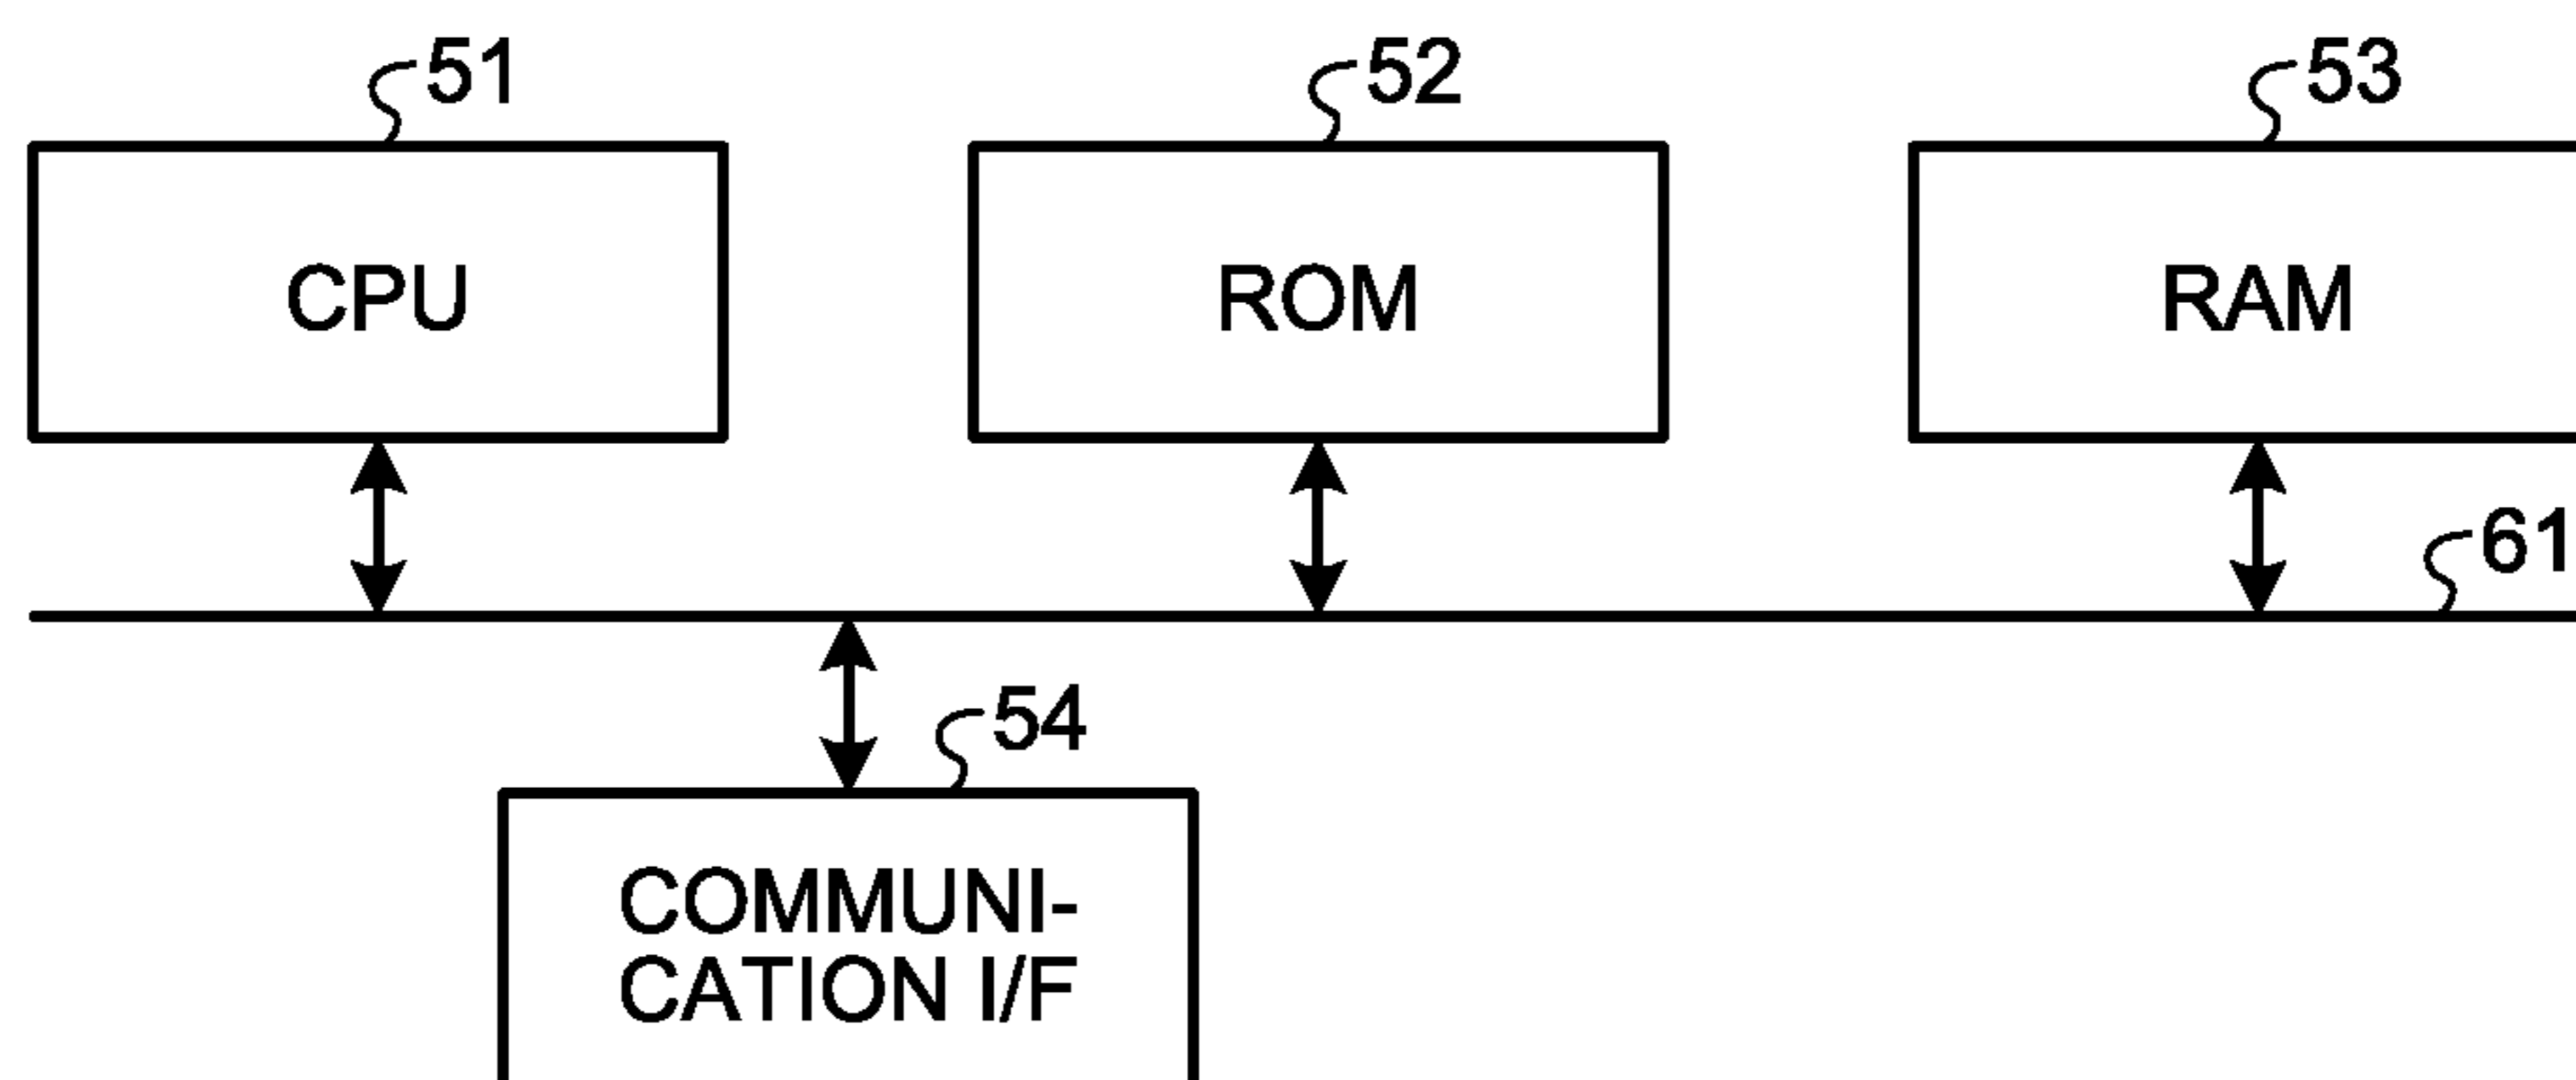 51
52
53
CPU
ROM
RAM
61
54
COMMUNI-
CATION I/F